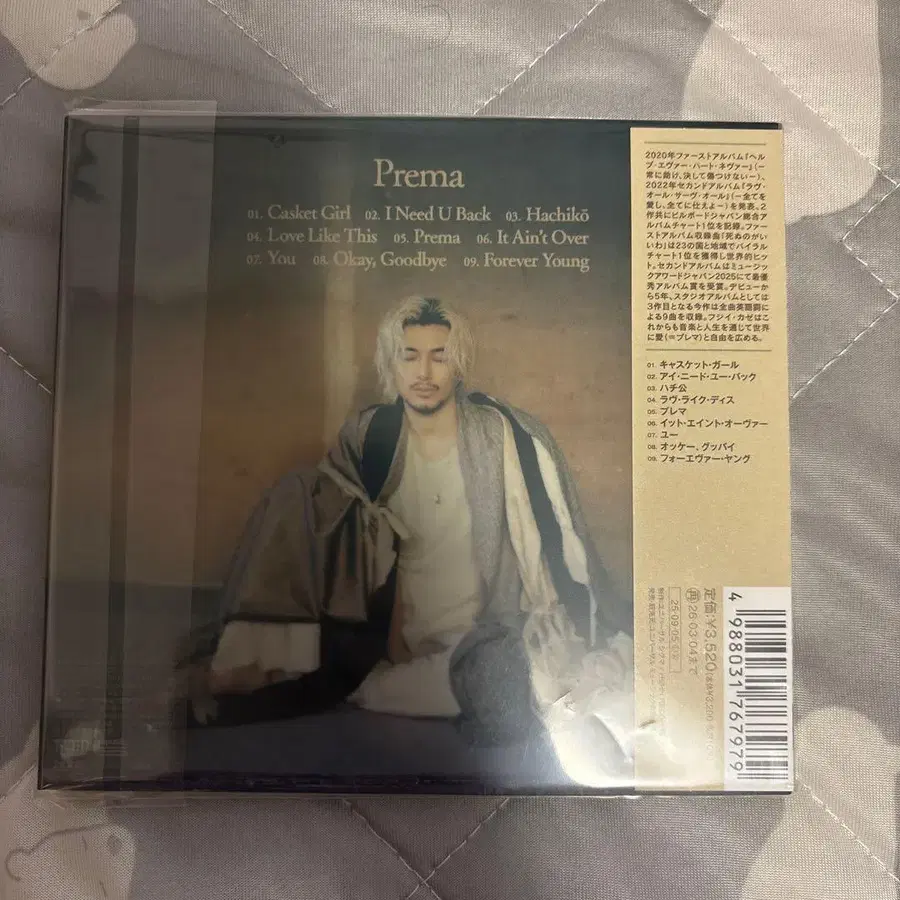 Prema
01. Casket Girl 02. I Need U Back 03. Hachikō
04. Love Like This 05. Prema 06. It Ain't Over
07. You 08. Okay, Goodbye 09. Forever Young
2020年ファーストアルバム「ヘルプ・エヴァー・ハート・ネヴァー」(ー
常に助け、決して傷つけないー)、
2022年セカンドアルバム「ラヴ・
オール・サーヴ・オール」(ー全てを
愛し、全てに仕えよー)を発表、2
作共にビルボードジャパン総合ア
ルバムチャート1位を記録。ファー
ストアルバム収録曲「死ぬのがいい
わ」は23の国と地域でバイラル
チャート1位を獲得し世界的ヒッ
ト。セカンドアルバムはミュージッ
クアワードジャパン2025にて最優
秀アルバム賞を受賞。デビューか
ら5年、スタジオアルバムとしては
3作目となる今作は全曲英語詞に
よる9曲を収録。フジイ・カゼはこ
れからも音楽と人生を通じて世界
に愛(=プレマ)と自由を広める。
01. キャスケット・ガール
02. アイ・ニード・ユー・バック
03. ハチ公
04. ラヴ・ライク・ディス
05. プレマ
06. イット・エイント・オーヴァー
07. ユー
08. オッケー、グッバイ
09. フォーエヴァー・ヤング
定価:¥3,520
再 26・03・04まで
25・09・05
4 988031 767979